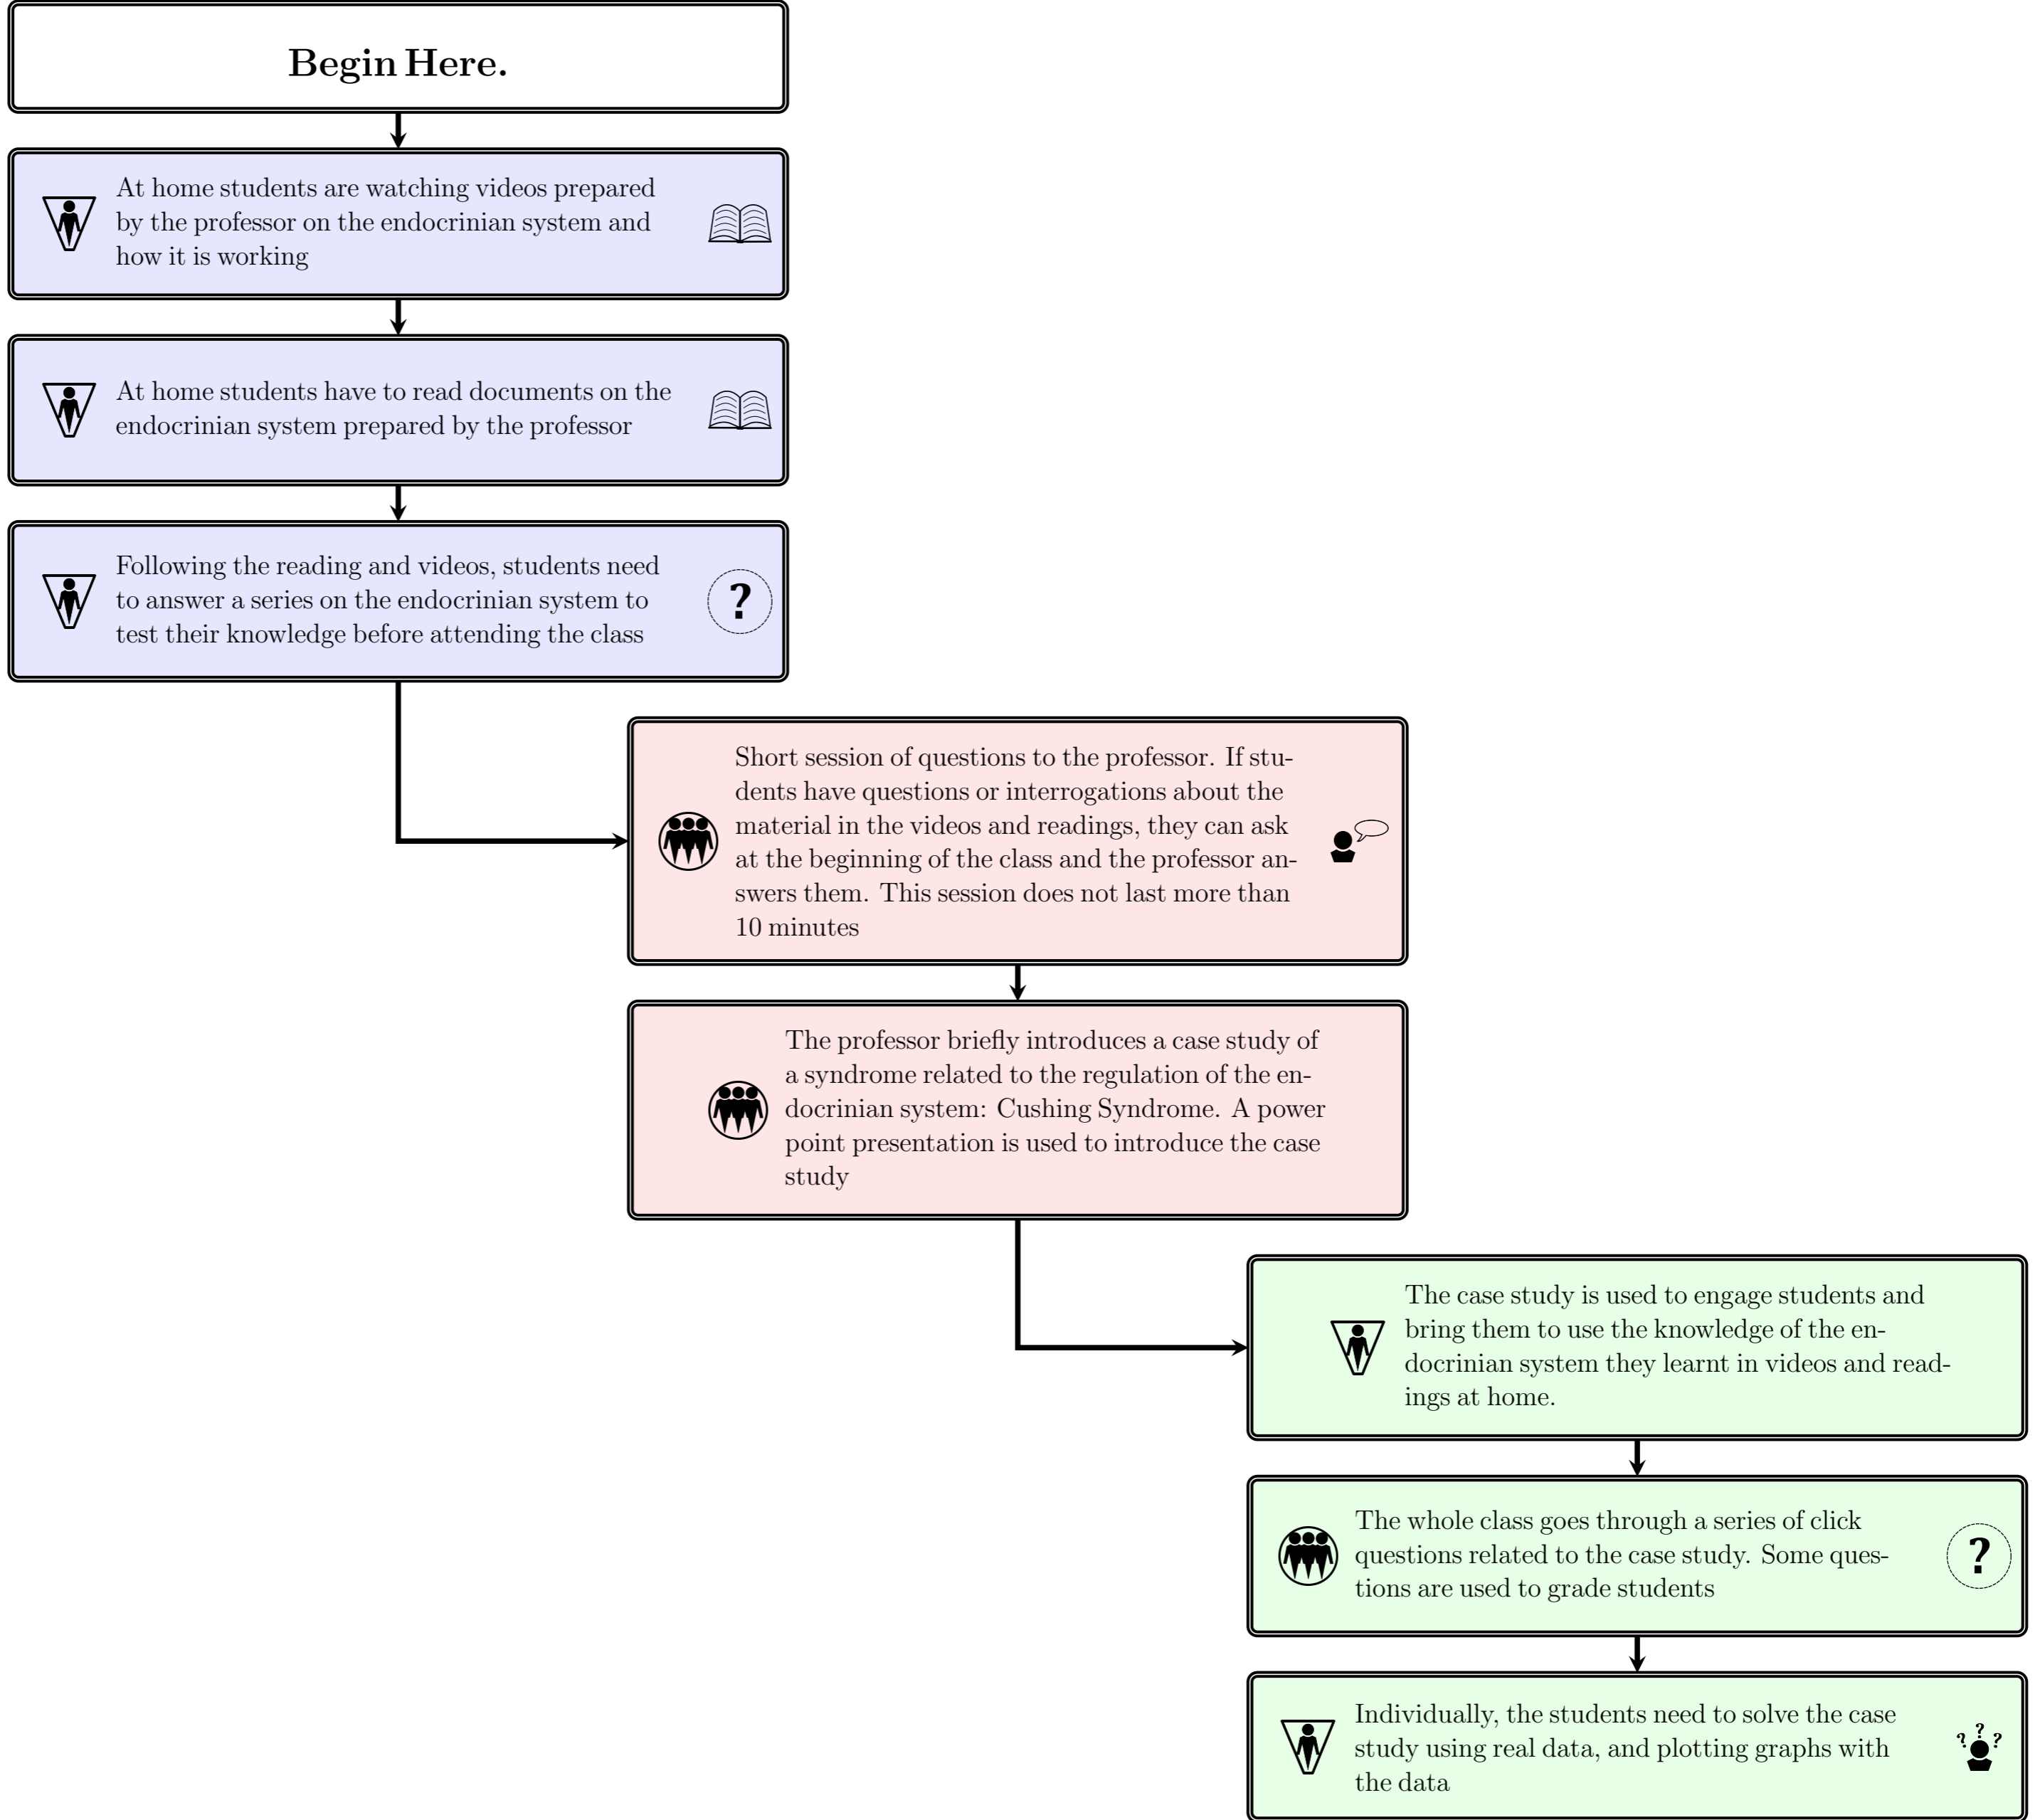 Begin Here.
At home students are watching videos prepared
by the professor on the endocrinian system and
how it is working
At home students have to read documents on the
endocrinian system prepared by the professor
Following the reading and videos, students need
to answer a series on the endocrinian system to
test their knowledge before attending the class
?
Short session of questions to the professor. If stu-
dents have questions or interrogations about the
material in the videos and readings, they can ask
at the beginning of the class and the professor an-
swers them. This session does not last more than
10 minutes
The professor briefly introduces a case study of
a syndrome related to the regulation of the en-
docrinian system: Cushing Syndrome. A power
point presentation is used to introduce the case
study
The case study is used to engage students and
bring them to use the knowledge of the en-
docrinian system they learnt in videos and read-
ings at home.
The whole class goes through a series of click
questions related to the case study. Some ques-
tions are used to grade students
?
Individually, the students need to solve the case
study using real data, and plotting graphs with
the data
? ? ?